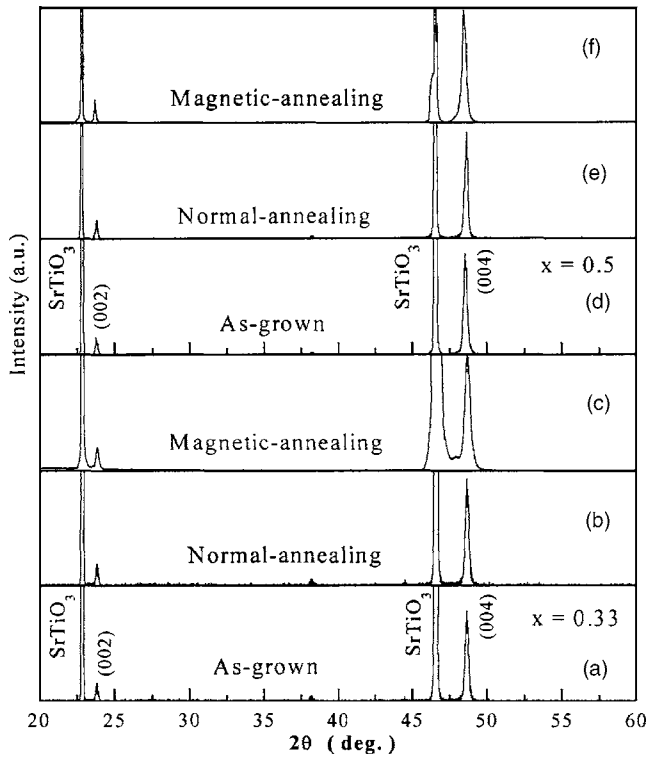 (f)
Magnetic-annealing
(e)
Normal-annealing
SrTiO3
(002)
SrTiO3
(004)
x = 0.5
As-grown
(d)
(c)
Magnetic-annealing
(b)
Normal-annealing
SrTiO3
(002)
SrTiO3
(004)
x = 0.33
As-grown
(a)
Intensity (a.u.)
20 25 30 35 40 45 50 55 60
2θ ( deg. )